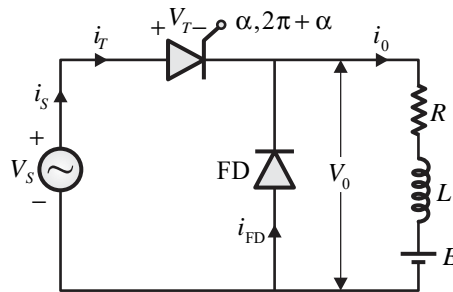 + V_T − α, 2π + α
i_T
i_0
i_S
+
V_S
−
FD
i_FD
V_0
R
L
E